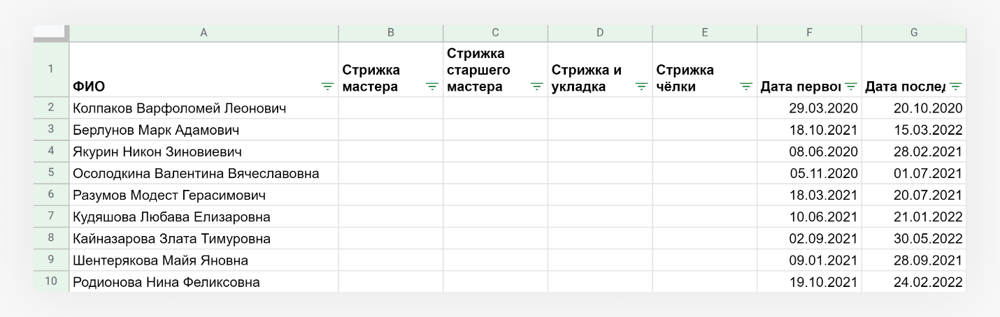 A B C D E F G
1 ФИО Стрижка мастера Стрижка старшего мастера Стрижка и укладка Стрижка чёлки Дата Дата
2 Колпаков Варфоломей Леонович 29.03.2020 20.10.2020
3 Берлунов Марк Адамович 18.10.2021 15.03.2022
4 Якурин Никон Зиновиевич 08.06.2020 28.02.2021
5 Осолодкина Валентина Вячеславовна 05.11.2020 01.07.2021
6 Разумов Модест Герасимович 18.03.2021 20.07.2021
7 Кудяшова Любава Елизаровна 10.06.2021 21.01.2022
8 Кайназарова Злата Тимуровна 02.09.2021 30.05.2022
9 Шентерякова Майя Яновна 09.01.2021 28.09.2021
10 Родионова Нина Феликсовна 19.10.2021 24.02.2022